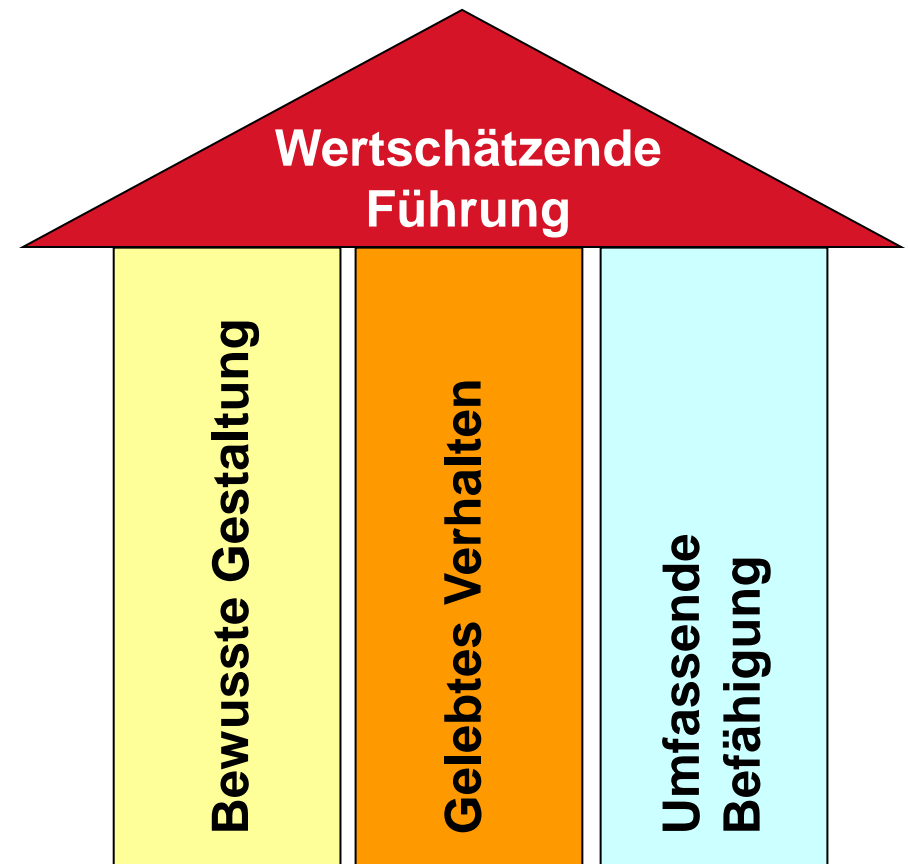 Wertschätzende
Führung
Bewusste Gestaltung
Gelebtes Verhalten
Umfassende
Befähigung